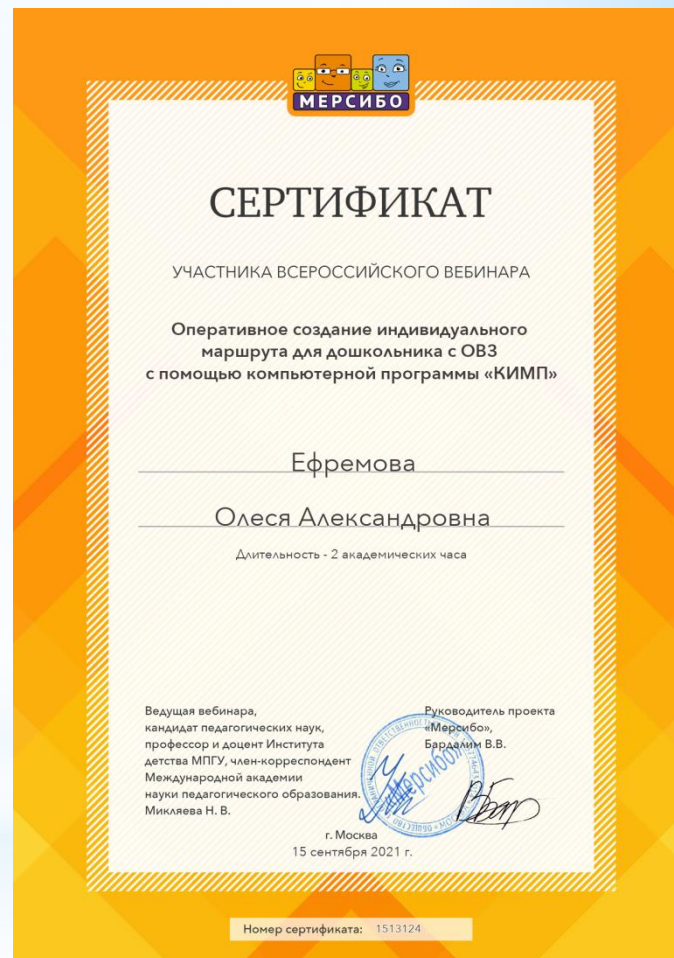 МЕРСИБО
СЕРТИФИКАТ
УЧАСТНИКА ВСЕРОССИЙСКОГО ВЕБИНАРА
Оперативное создание индивидуального
маршрута для дошкольника с ОВЗ
с помощью компьютерной программы «КИМП»
Ефремова
Олеся Александровна
Длительность - 2 академических часа
Ведущая вебинара,
кандидат педагогических наук,
профессор и доцент Института
детства МПГУ, член-корреспондент
Международной академии
науки педагогического образования.
Микляева Н. В.
Руководитель проекта
«Мерсибо»,
Бардалим В.В.
«Мерсибо»
г. Москва
15 сентября 2021 г.
Номер сертификата: 1513124